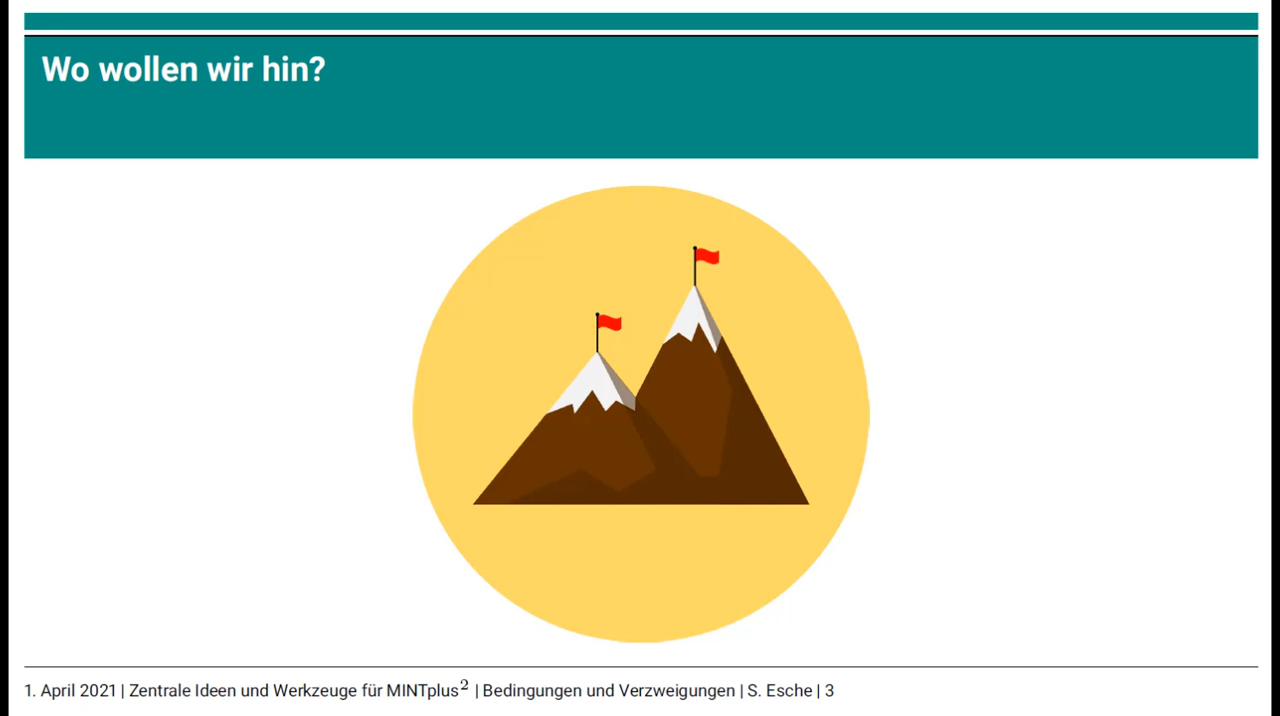 Wo wollen wir hin?
1. April 2021 | Zentrale Ideen und Werkzeuge für MINTplus² | Bedingungen und Verzweigungen | S. Esche | 3